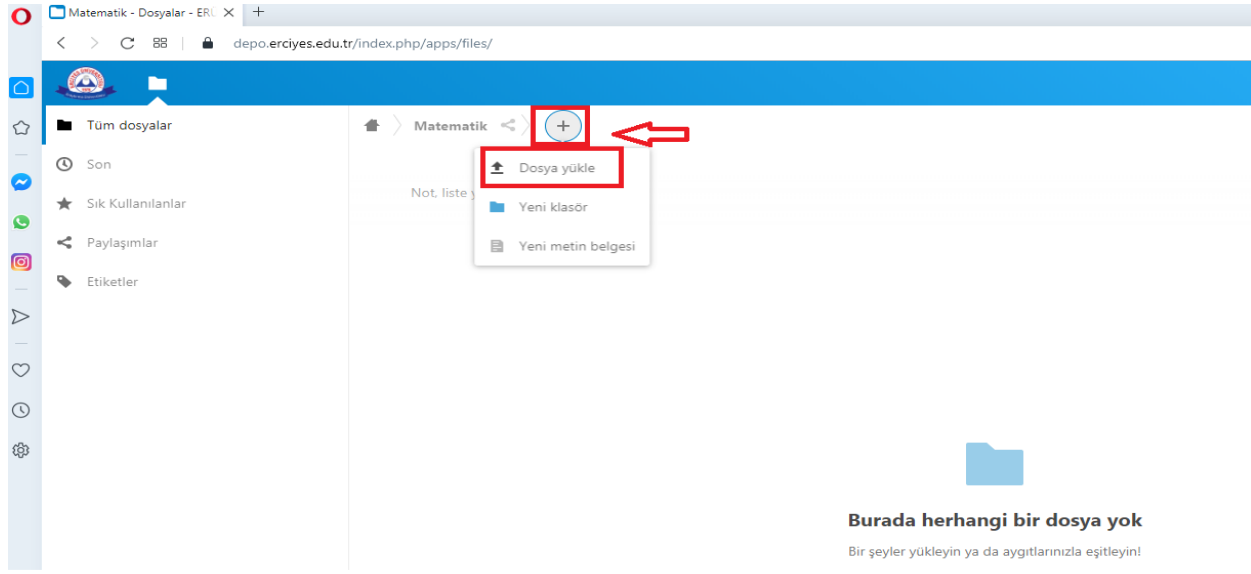 Matematik - Dosyalar - ERÜ
depo.erciyes.edu.tr/index.php/apps/files/
Tüm dosyalar
Son
Sık Kullanılanlar
Paylaşımlar
Etiketler
Matematik
Dosya yükle
Not, liste
Yeni klasör
Yeni metin belgesi
Burada herhangi bir dosya yok
Bir şeyler yükleyin ya da aygıtlarınızla eşitleyin!